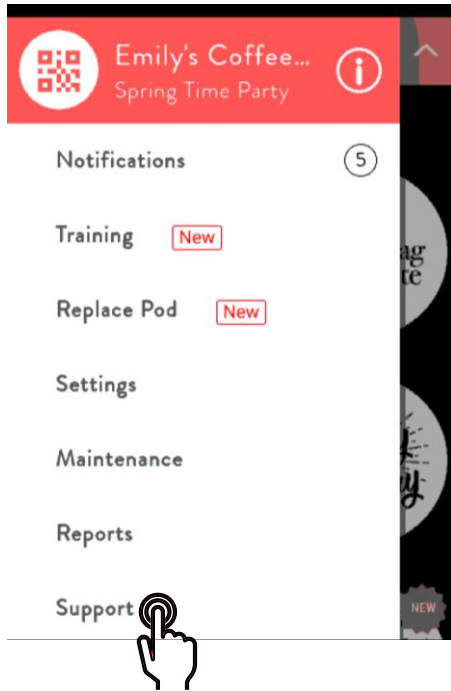 Emily's Coffee...
Spring Time Party
Notifications 5
Training New
Replace Pod New
Settings
Maintenance
Reports
Support
NEW